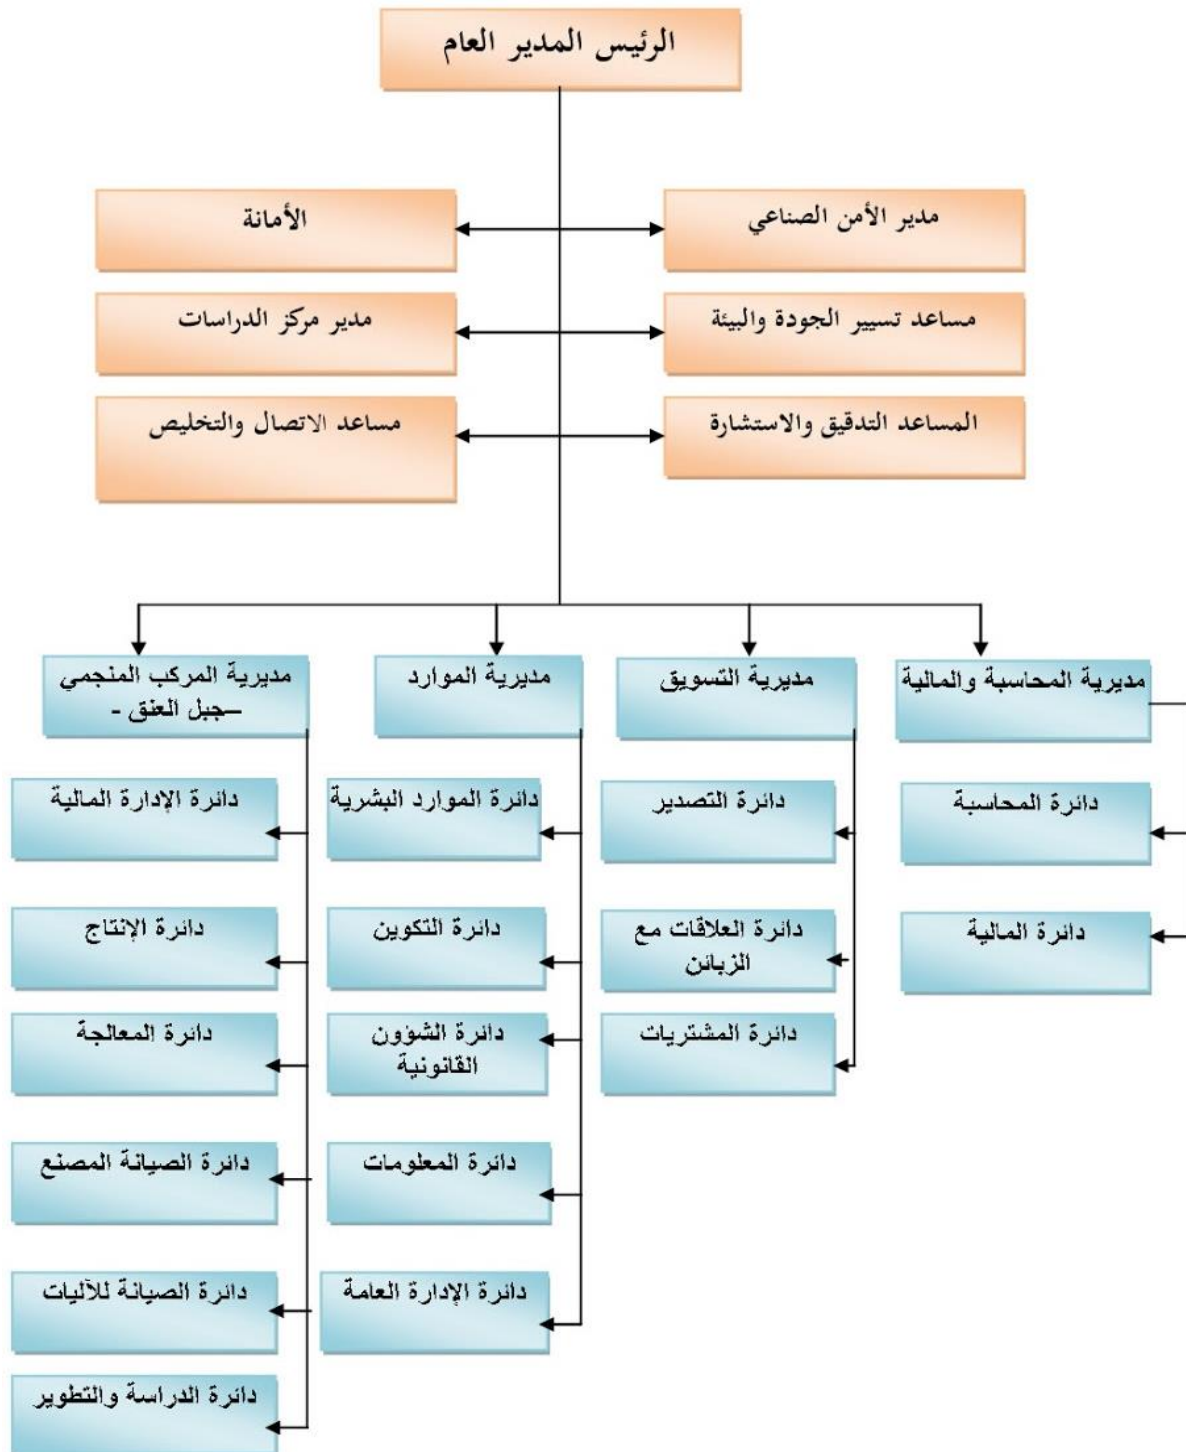 الرئيس المدير العام
مدير الأمن الصناعي
الأمانة
مساعد تسيير الجودة والبيئة
مدير مركز الدراسات
المساعد التدقيق والاستشارة
مساعد الاتصال والتخليص
مديرية المحاسبة والمالية
مديرية التسويق
مديرية الموارد
مديرية المركب المنجمي
–جبل العنق -
دائرة المحاسبة
دائرة المالية
دائرة التصدير
دائرة العلاقات مع
الزبائن
دائرة المشتريات
دائرة الموارد البشرية
دائرة التكوين
دائرة الشؤون
القانونية
دائرة المعلومات
دائرة الإدارة العامة
دائرة الإدارة المالية
دائرة الإنتاج
دائرة المعالجة
دائرة الصيانة المصنع
دائرة الصيانة للآليات
دائرة الدراسة والتطوير